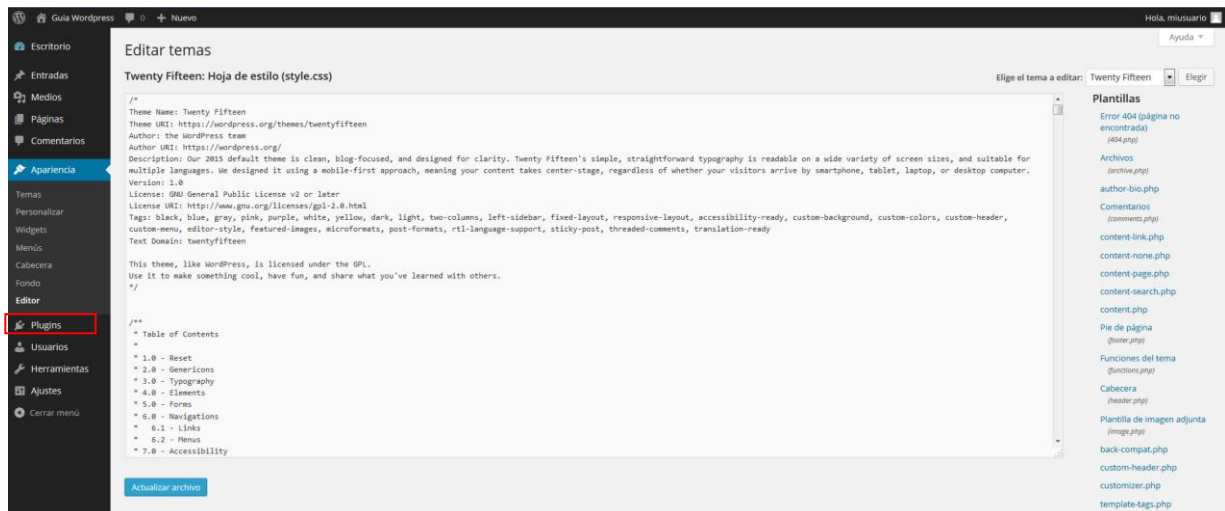 Guia Wordpress 0 + Nuevo Hola, miusuario
Ayuda
Escritorio
Entradas
Medios
Páginas
Comentarios
Apariencia
Temas
Personalizar
Widgets
Menús
Cabecera
Fondo
Editor
Plugins
Usuarios
Herramientas
Ajustes
Cerrar menú
Editar temas
Twenty Fifteen: Hoja de estilo (style.css)
Elige el tema a editar: Twenty Fifteen Elegir
/*
Theme Name: Twenty Fifteen
Theme URI: https://wordpress.org/themes/twentyfifteen
Author: the WordPress team
Author URI: https://wordpress.org/
Description: Our 2015 default theme is clean, blog-focused, and designed for clarity. Twenty Fifteen's simple, straightforward typography is readable on a wide variety of screen sizes, and suitable for
multiple languages. We designed it using a mobile-first approach, meaning your content takes center-stage, regardless of whether your visitors arrive by smartphone, tablet, laptop, or desktop computer.
Version: 1.0
License: GNU General Public License v2 or later
License URI: http://www.gnu.org/licenses/gpl-2.0.html
Tags: black, blue, gray, pink, purple, white, yellow, dark, light, two-columns, left-sidebar, fixed-layout, responsive-layout, accessibility-ready, custom-background, custom-colors, custom-header,
custom-menu, editor-style, featured-images, microformats, post-formats, rtl-language-support, sticky-post, threaded-comments, translation-ready
Text Domain: twentyfifteen
This theme, like WordPress, is licensed under the GPL.
Use it to make something cool, have fun, and share what you've learned with others.
*/
/**
* Table of Contents
*
* 1.0 - Reset
* 2.0 - Genericons
* 3.0 - Typography
* 4.0 - Elements
* 5.0 - Forms
* 6.0 - Navigations
* 6.1 - Links
* 6.2 - Menus
* 7.0 - Accessibility
Actualizar archivo
Plantillas
Error 404 (página no
encontrada)
(404.php)
Archivos
(archive.php)
author-bio.php
Comentarios
(comments.php)
content-link.php
content-none.php
content-page.php
content-search.php
content.php
Pie de página
(footer.php)
Funciones del tema
(functions.php)
Cabecera
(header.php)
Plantilla de imagen adjunta
(image.php)
back-compat.php
custom-header.php
customizer.php
template-tags.php